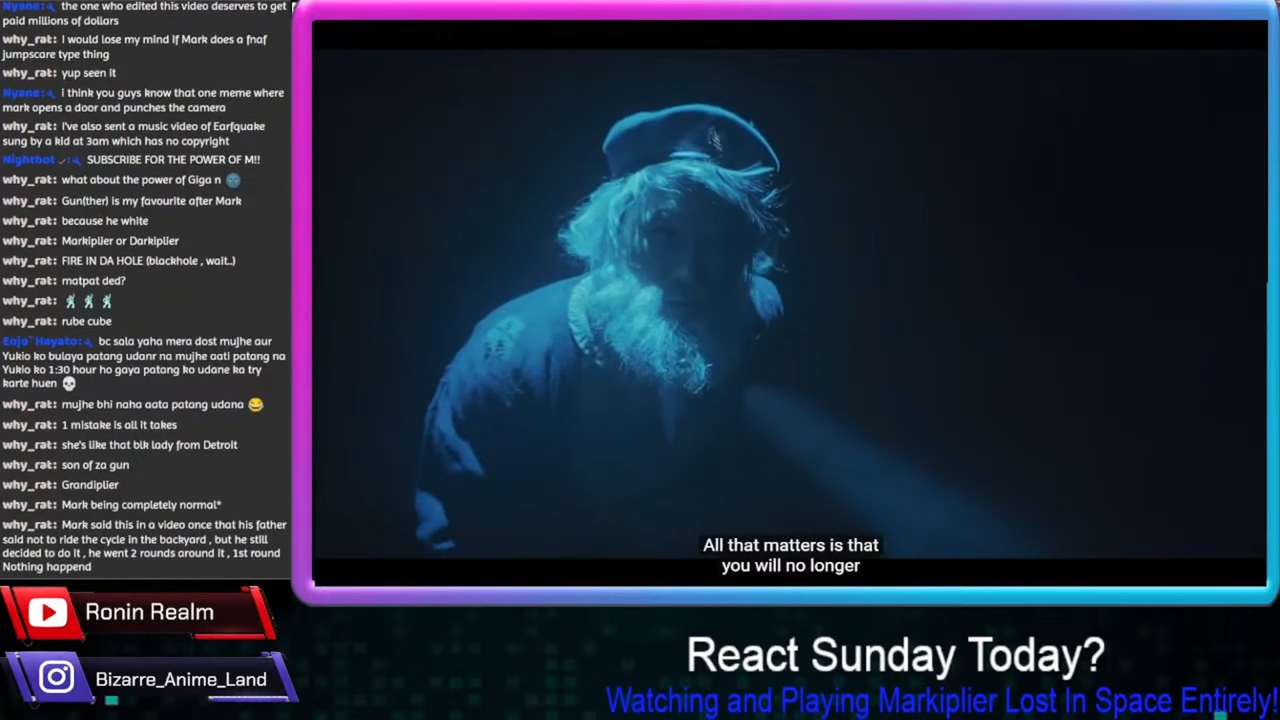 Nyane: the one who edited this video deserves to get
paid millions of dollars
why_rat: I would lose my mind if Mark does a fnaf
jumpscare type thing
why_rat: yup seen it
Nyane: i think you guys know that one meme where
mark opens a door and punches the camera
why_rat: I've also sent a music video of Earfquake
sung by a kid at 3am which has no copyright
Nightbot: SUBSCRIBE FOR THE POWER OF M!!
why_rat: what about the power of Giga n
why_rat: Gun(ther) is my favourite after Mark
why_rat: because he white
why_rat: Markiplier or Darkiplier
why_rat: FIRE IN DA HOLE (blackhole , wait..)
why_rat: matpat ded?
why_rat: 🕺 🕺 🕺
why_rat: rube cube
Enjo~Hayato: bc sala yaha mera dost mujhe aur
Yukio ko bulaya patang udanr na mujhe aati patang na
Yukio ko 1:30 hour ho gaya patang ko udane ka try
karte huen 💀
why_rat: mujhe bhi naha aata patang udana 😂
why_rat: 1 mistake is all it takes
why_rat: she's like that blk lady from Detroit
why_rat: son of za gun
why_rat: Grandiplier
why_rat: Mark being completely normal*
why_rat: Mark said this in a video once that his father
said not to ride the cycle in the backyard , but he still
decided to do it , he went 2 rounds around it , 1st round
Nothing happend
All that matters is that
you will no longer
Ronin Realm
Bizarre_Anime_Land
React Sunday Today?
Watching and Playing Markiplier Lost In Space Entirely!